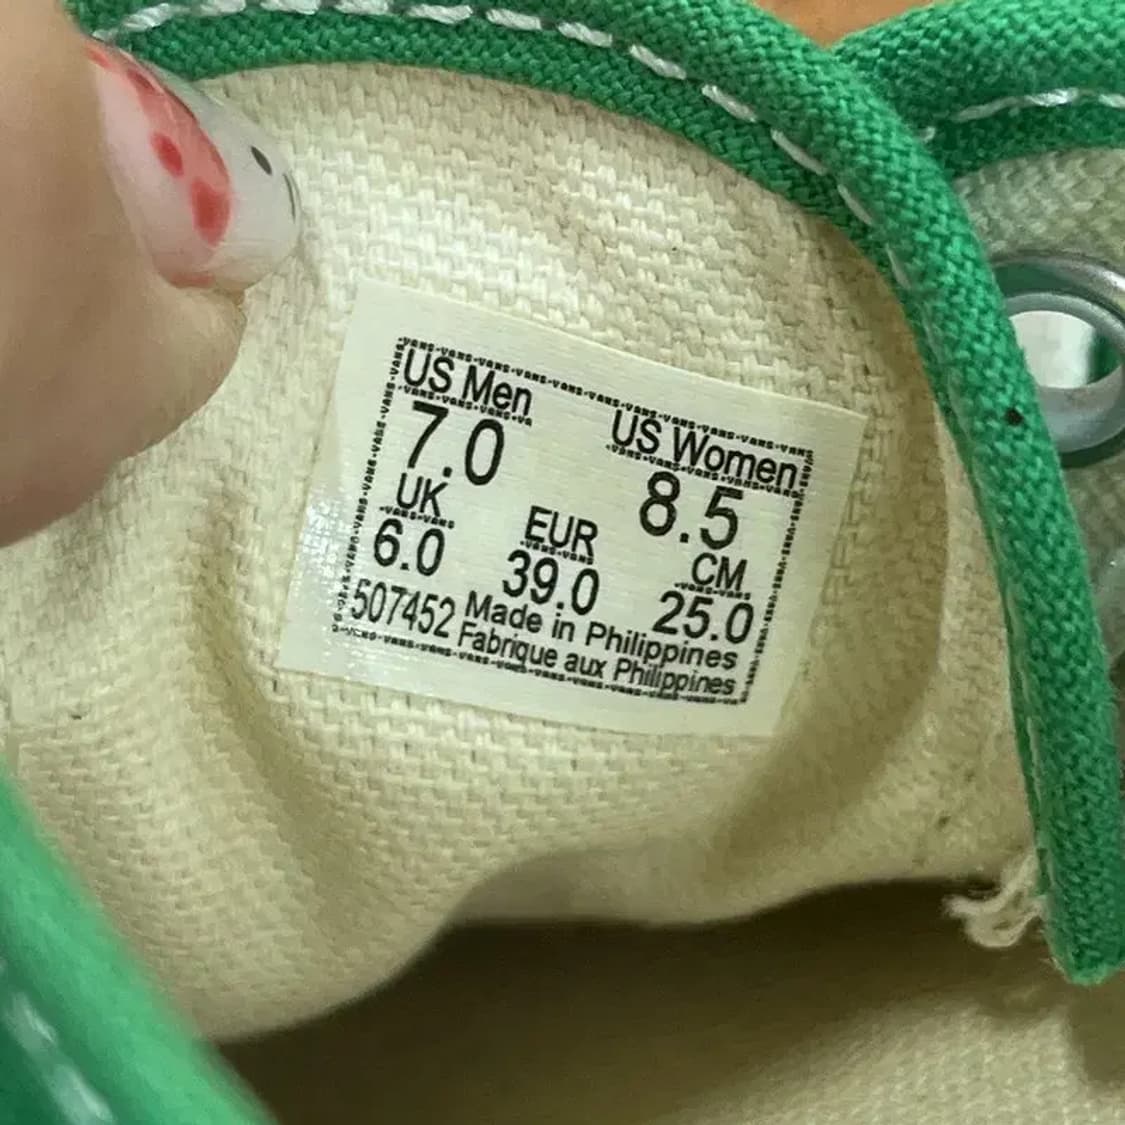 US Men US Women
7.0 8.5
UK EUR CM
6.0 39.0 25.0
507452 Made in Philippines
Fabrique aux Philippines